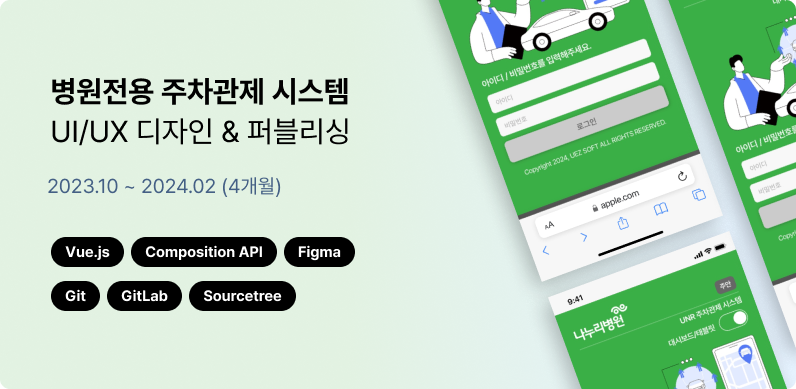 병원전용 주차관제 시스템
UI/UX 디자인 & 퍼블리싱
2023.10 ~ 2024.02 (4개월)
Vue.js
Composition API
Figma
Git
GitLab
Sourcetree
아이디 / 비밀번호를 입력해주세요.
아이디
비밀번호
로그인
Copyright 2024, UEZ SOFT ALL RIGHTS RESERVED.
AA
apple.com
9:41
주안
나누리병원
UNR 주차관제 시스템
대시보드/태블릿
아이디 / 비밀번호를
아이디
비밀번호